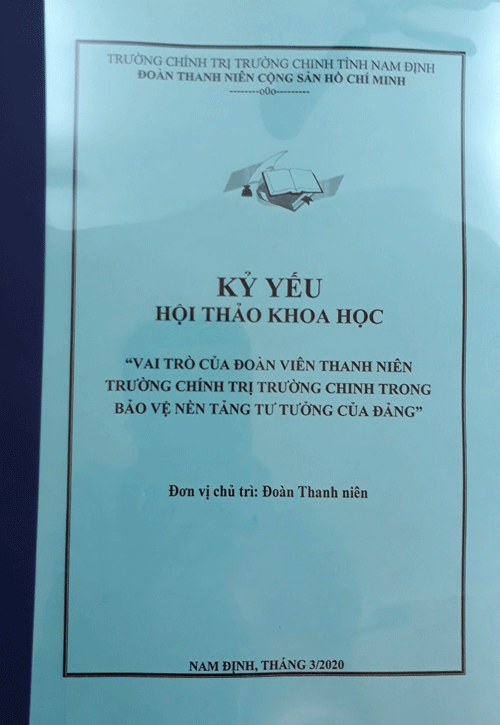 TRƯỜNG CHÍNH TRỊ TRƯỜNG CHINH TỈNH NAM ĐỊNH
ĐOÀN THANH NIÊN CỘNG SẢN HỒ CHÍ MINH
--------o0o---------
KỶ YẾU
HỘI THẢO KHOA HỌC
“VAI TRÒ CỦA ĐOÀN VIÊN THANH NIÊN
TRƯỜNG CHÍNH TRỊ TRƯỜNG CHINH TRONG
BẢO VỆ NỀN TẢNG TƯ TƯỞNG CỦA ĐẢNG”
Đơn vị chủ trì: Đoàn Thanh niên
NAM ĐỊNH, THÁNG 3/2020